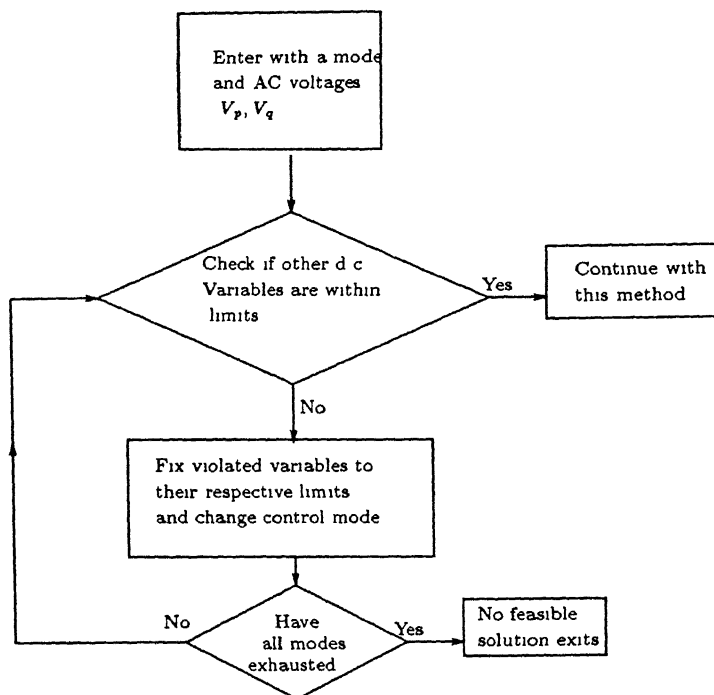 Enter with a mode
and AC voltages
Vp, Vq
Check if other d c
Variables are within
limits
Yes
Continue with
this method
No
Fix violated variables to
their respective limits
and change control mode
No
Have
all modes
exhausted
Yes
No feasible
solution exits